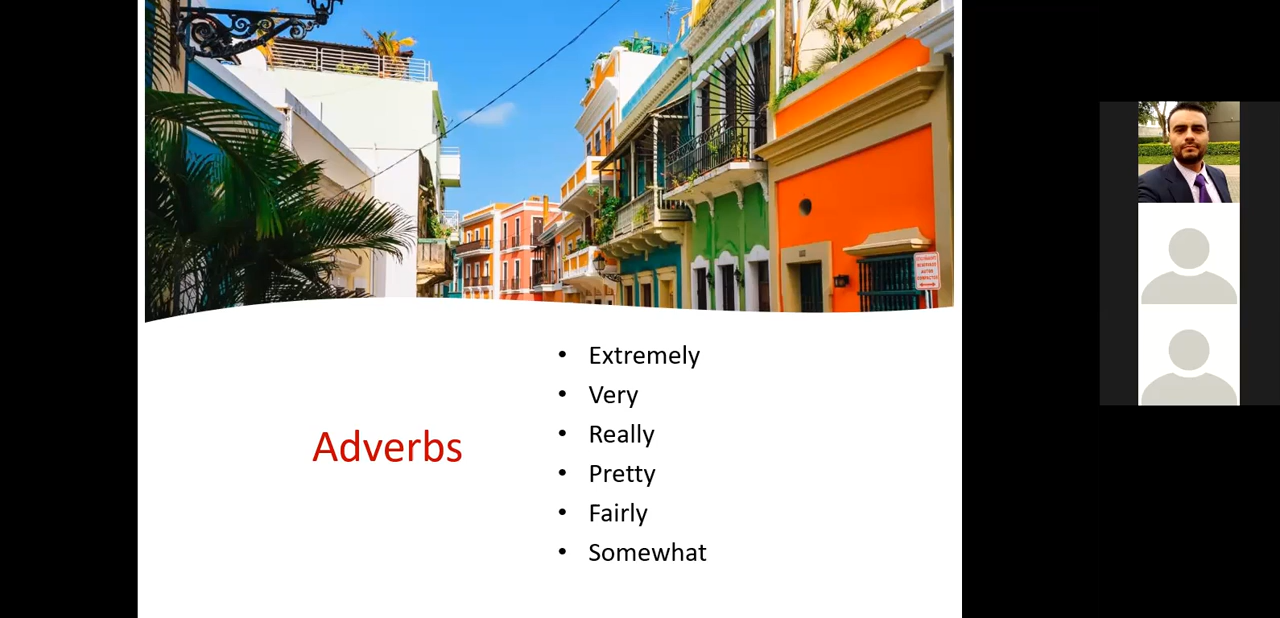 Adverbs
• Extremely
• Very
• Really
• Pretty
• Fairly
• Somewhat